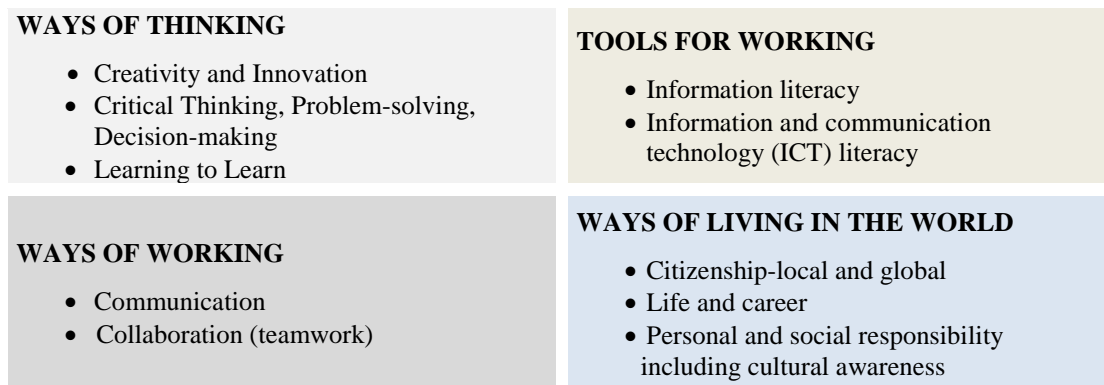 WAYS OF THINKING
• Creativity and Innovation
• Critical Thinking, Problem-solving,
Decision-making
• Learning to Learn
TOOLS FOR WORKING
• Information literacy
• Information and communication
technology (ICT) literacy
WAYS OF WORKING
• Communication
• Collaboration (teamwork)
WAYS OF LIVING IN THE WORLD
• Citizenship-local and global
• Life and career
• Personal and social responsibility
including cultural awareness